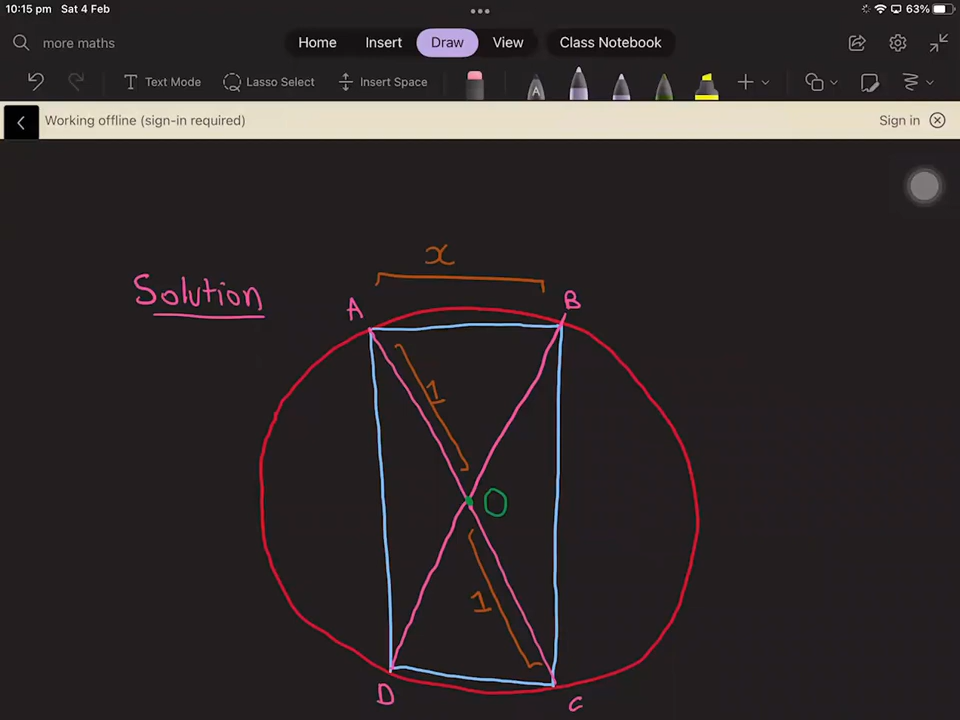 10:15 pm Sat 4 Feb
63%
more maths
Home Insert Draw View Class Notebook
Text Mode Lasso Select Insert Space
A
Working offline (sign-in required)
Sign in
x
Solution
A
B
1
O
1
D
C